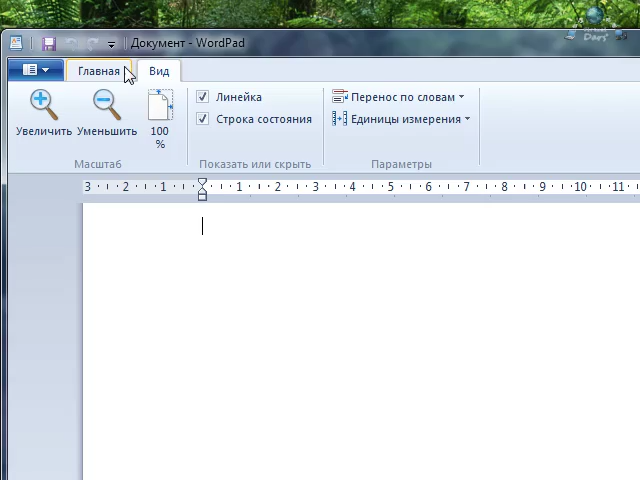 Документ - WordPad
Главная Вид
Увеличить Уменьшить 100 %
Линейка
Строка состояния
Перенос по словам
Единицы измерения
Масштаб Показать или скрыть Параметры
3 2 1 1 2 3 4 5 6 7 8 9 10 11